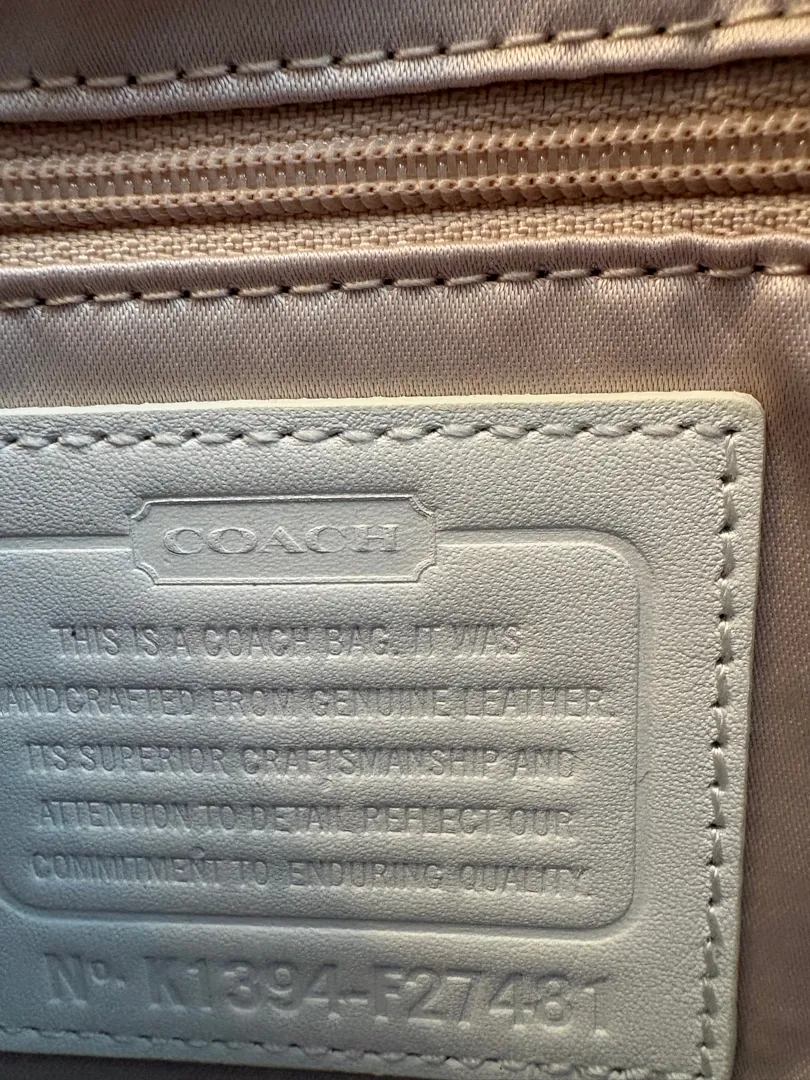 COACH
THIS IS A COACH BAG. IT WAS
HANDCRAFTED FROM GENUINE LEATHER.
ITS SUPERIOR CRAFTSMANSHIP AND
ATTENTION TO DETAIL REFLECT OUR
COMMITMENT TO ENDURING QUALITY.
Nº. K1394-F27481